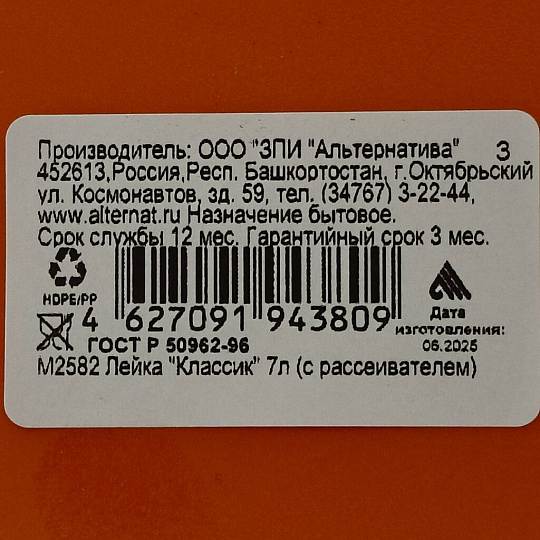 Производитель: ООО "ЗПИ "Альтернатива" 3
452613,Россия,Респ. Башкортостан, г.Октябрьский
ул. Космонавтов, зд. 59, тел. (34767) 3-22-44,
www.alternat.ru Назначение бытовое.
Срок службы 12 мес. Гарантийный срок 3 мес.
HDPE/PP
4 627091 943809
Дата
изготовления:
06.2025
ГОСТ Р 50962-96
М2582 Лейка "Классик" 7л (с рассеивателем)